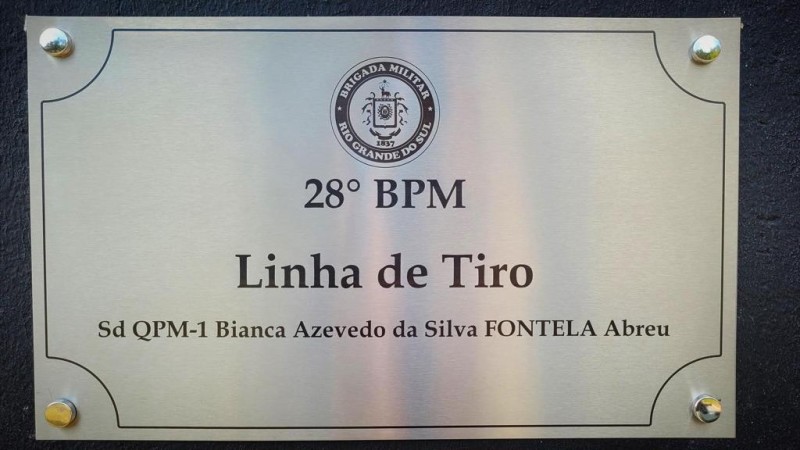 BRIGADA MILITAR
RIO GRANDE DO SUL
1837
28° BPM
Linha de Tiro
Sd QPM-1 Bianca Azevedo da Silva FONTELA Abreu